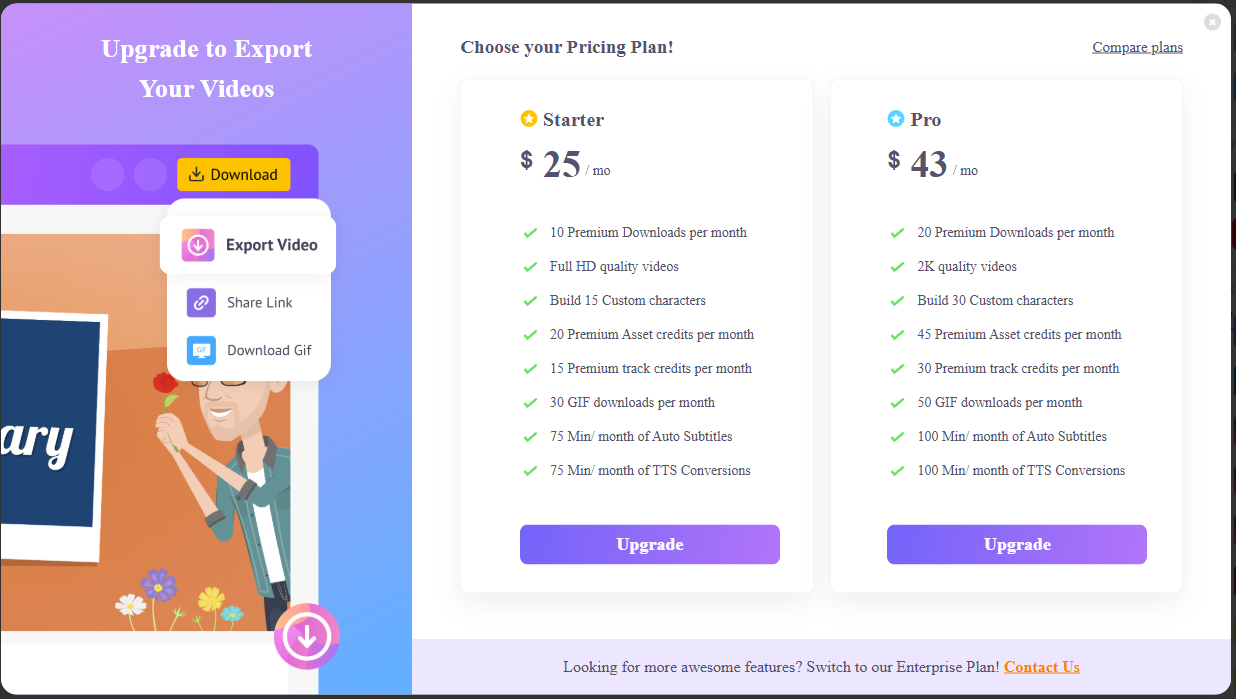 Upgrade to Export
Your Videos
Download
Export Video
Share Link
GIF
Download Gif
ary
Choose your Pricing Plan!
Compare plans
Starter
$ 25 / mo
10 Premium Downloads per month
Full HD quality videos
Build 15 Custom characters
20 Premium Asset credits per month
15 Premium track credits per month
30 GIF downloads per month
75 Min/ month of Auto Subtitles
75 Min/ month of TTS Conversions
Upgrade
Pro
$ 43 / mo
20 Premium Downloads per month
2K quality videos
Build 30 Custom characters
45 Premium Asset credits per month
30 Premium track credits per month
50 GIF downloads per month
100 Min/ month of Auto Subtitles
100 Min/ month of TTS Conversions
Upgrade
Looking for more awesome features? Switch to our Enterprise Plan! Contact Us